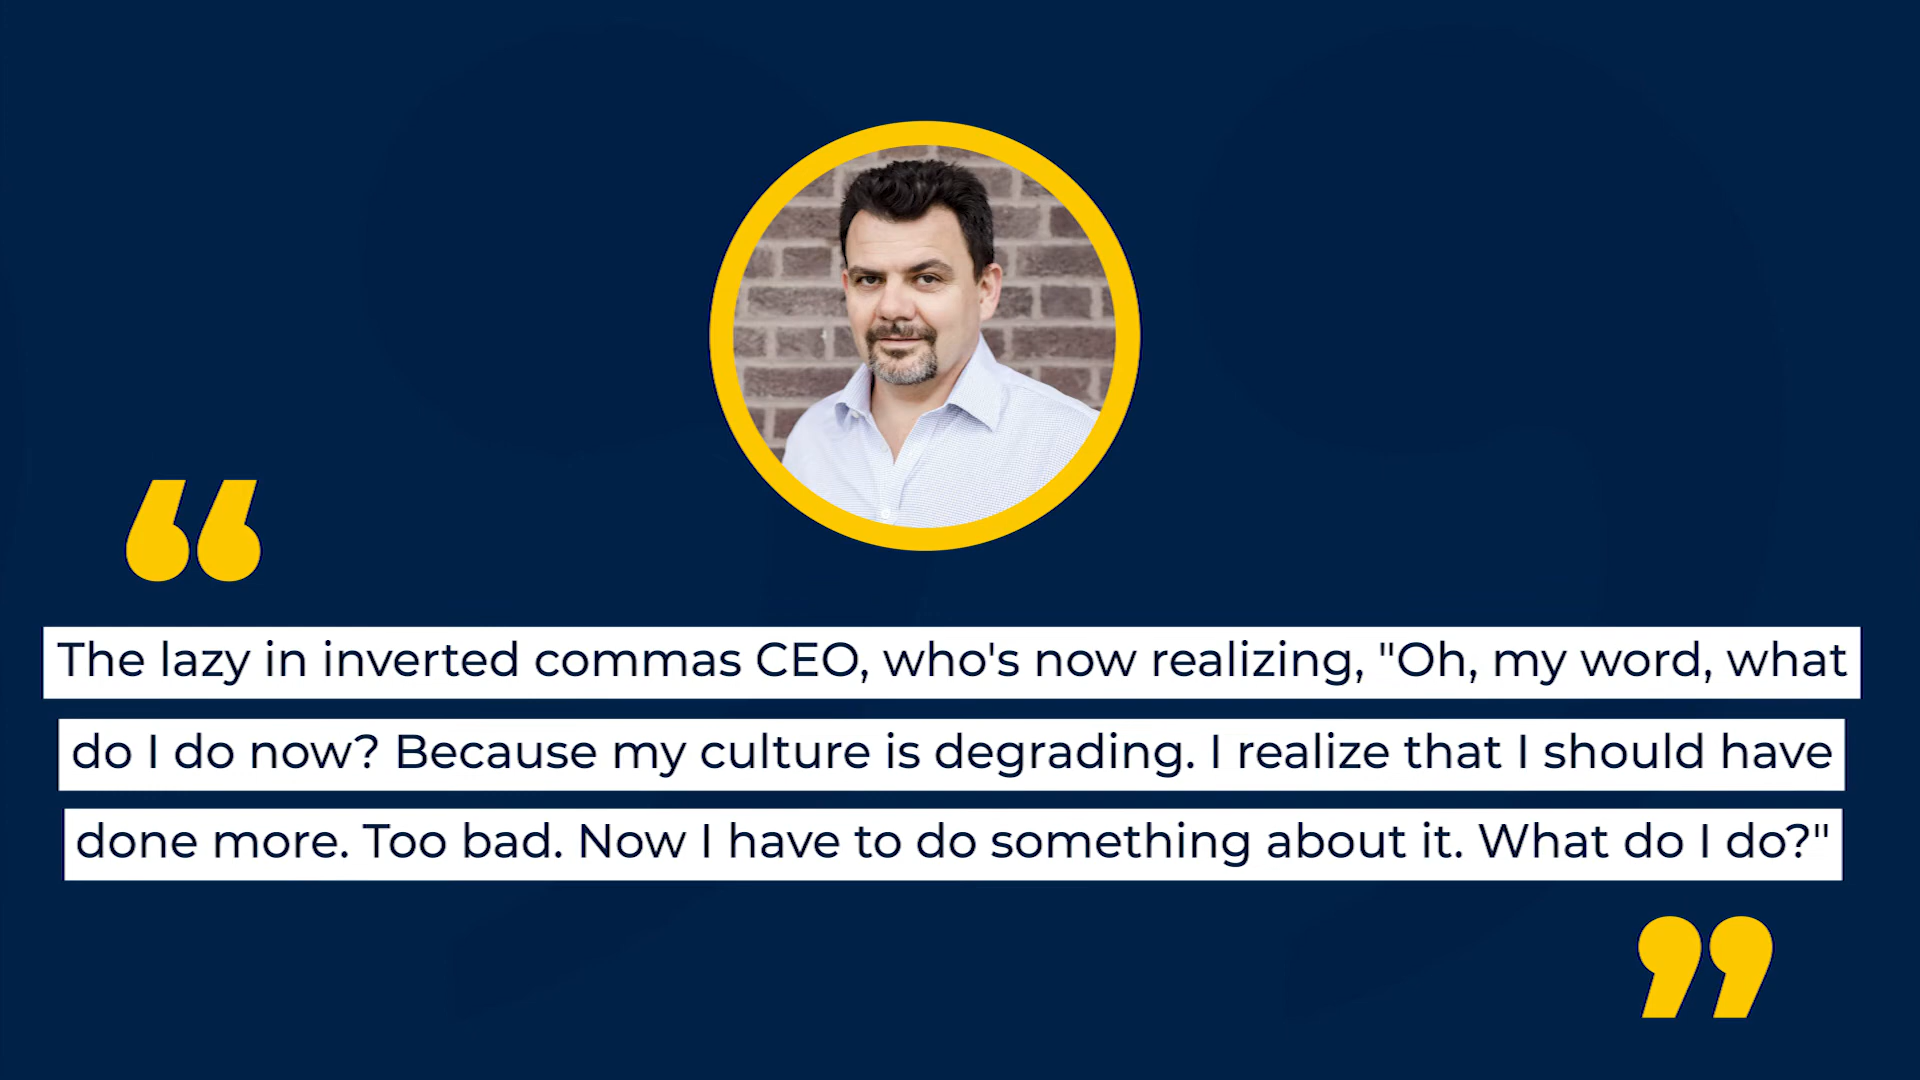 The lazy in inverted commas CEO, who's now realizing, "Oh, my word, what
do I do now? Because my culture is degrading. I realize that I should have
done more. Too bad. Now I have to do something about it. What do I do?"